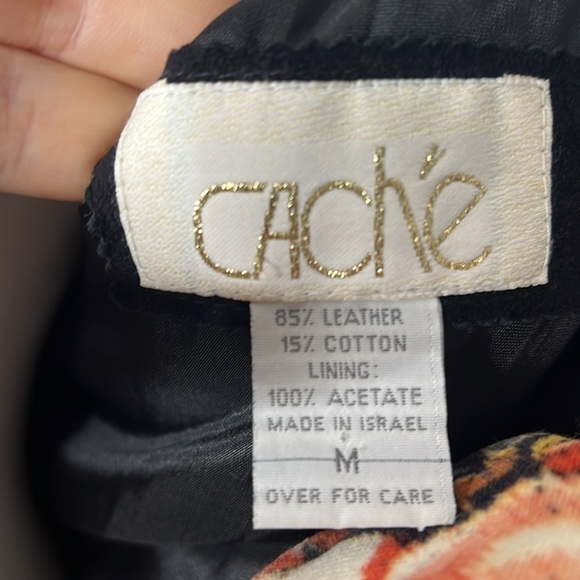 CAChé
85% LEATHER
15% COTTON
LINING:
100% ACETATE
MADE IN ISRAEL
M
OVER FOR CARE